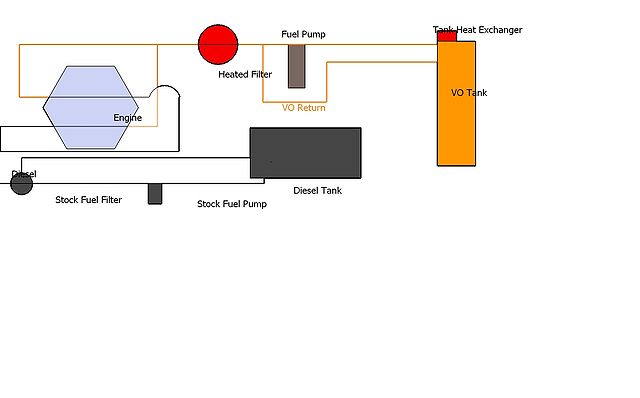 Tank Heat Exchanger
Fuel Pump
Heated Filter
VO Tank
VO Return
Engine
Diesel
Diesel Tank
Stock Fuel Filter
Stock Fuel Pump